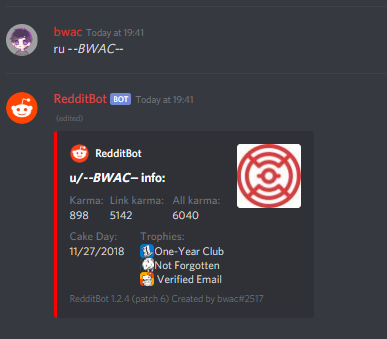 bwac Today at 19:41
ru --BWAC--
RedditBot BOT Today at 19:41
(edited)
RedditBot
u/--BWAC-- info:
Karma: Link karma: All karma:
898 5142 6040
Cake Day: Trophies:
11/27/2018 One-Year Club
Not Forgotten
Verified Email
RedditBot 1.2.4 (patch 6) Created by bwac#2517